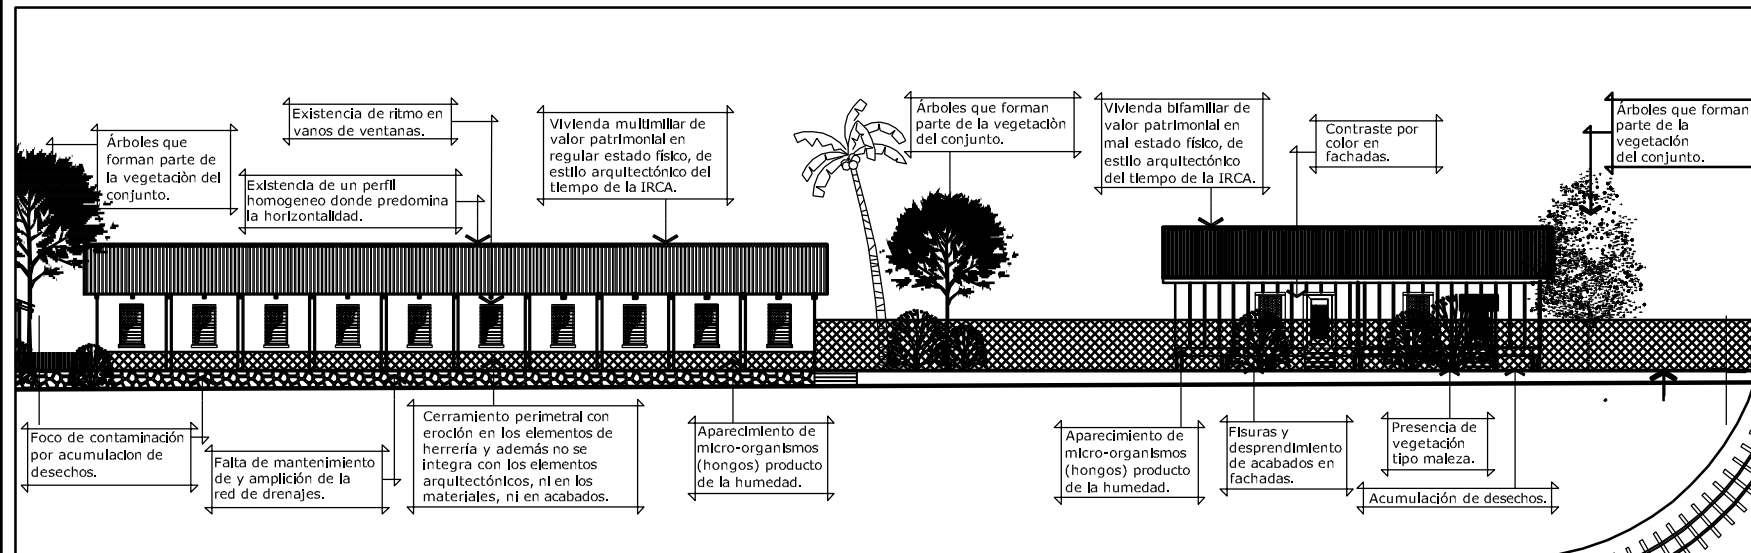 Árboles que
forman parte de
la vegetaciòn del
conjunto.
Existencia de ritmo en
vanos de ventanas.
Existencia de un perfil
homogeneo donde predomina
la horizontalidad.
Vivienda multimiliar de
valor patrimonial en
regular estado físico, de
estilo arquitectónico del
tiempo de la IRCA.
Árboles que forman
parte de la vegetaciòn
del conjunto.
Vivienda bifamiliar de
valor patrimonial en
mal estado físico, de
estilo arquitectónico
del tiempo de la IRCA.
Contraste por
color en
fachadas.
Árboles que forman
parte de la
vegetación
del conjunto.
Foco de contaminación
por acumulacion de
desechos.
Falta de mantenimiento
de y amplición de la
red de drenajes.
Cerramiento perimetral con
eroción en los elementos de
herrería y además no se
integra con los elementos
arquitectónicos, ni en los
materiales, ni en acabados.
Aparecimiento de
micro-organismos
(hongos) producto
de la humedad.
Aparecimiento de
micro-organismos
(hongos) producto
de la humedad.
Fisuras y
desprendimiento
de acabados en
fachadas.
Presencia de
vegetación
tipo maleza.
Acumulación de desechos.